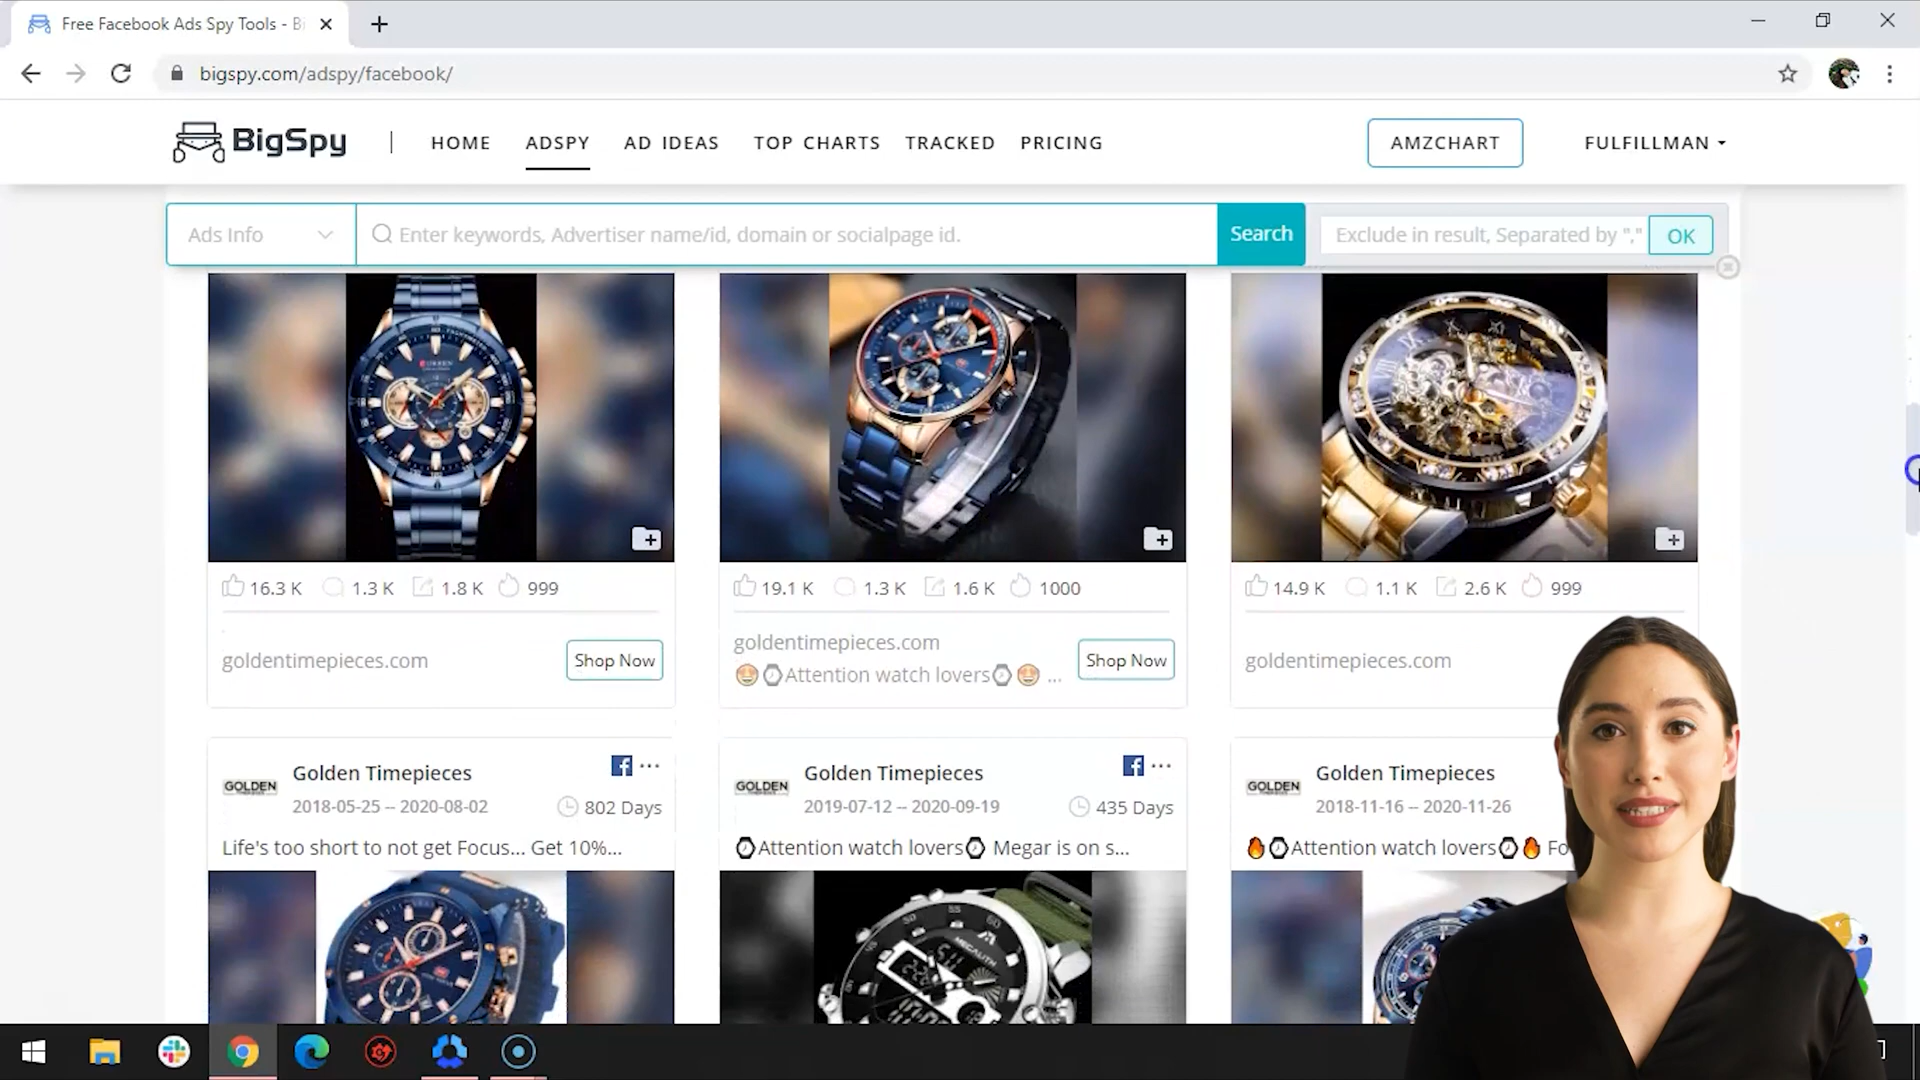 Free Facebook Ads Spy Tools - Bi
bigspy.com/adspy/facebook/
BigSpy
HOME
ADSPY
AD IDEAS
TOP CHARTS
TRACKED
PRICING
AMZCHART
FULFILLMAN
Ads Info
Enter keywords, Advertiser name/id, domain or socialpage id.
Search
Exclude in result, Separated by ","
OK
16.3 K 1.3 K 1.8 K 999
19.1 K 1.3 K 1.6 K 1000
14.9 K 1.1 K 2.6 K 999
goldentimepieces.com
Shop Now
goldentimepieces.com
🤩⌚Attention watch lovers⌚🤩 ...
Shop Now
goldentimepieces.com
GOLDEN
Golden Timepieces
2018-05-25 -- 2020-08-02
802 Days
Life's too short to not get Focus... Get 10%...
GOLDEN
Golden Timepieces
2019-07-12 -- 2020-09-19
435 Days
⌚Attention watch lovers⌚ Megar is on s...
GOLDEN
Golden Timepieces
2018-11-16 -- 2020-11-26
🔥⌚Attention watch lovers⌚🔥 Fo
MEGALITH